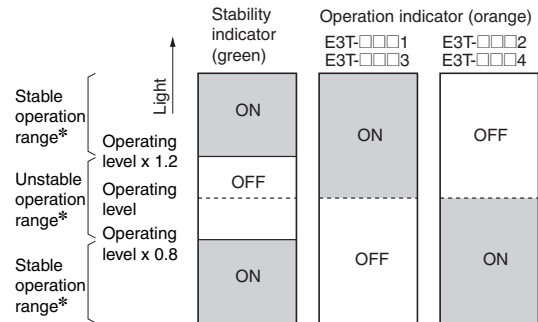 Stability
indicator
(green)
Operation indicator (orange)
E3T-□□□1
E3T-□□□3
E3T-□□□2
E3T-□□□4
Light
Stable
operation
range*
Unstable
operation
range*
Stable
operation
range*
Operating
level x 1.2
Operating
level
Operating
level x 0.8
ON
OFF
ON
ON
OFF
OFF
ON